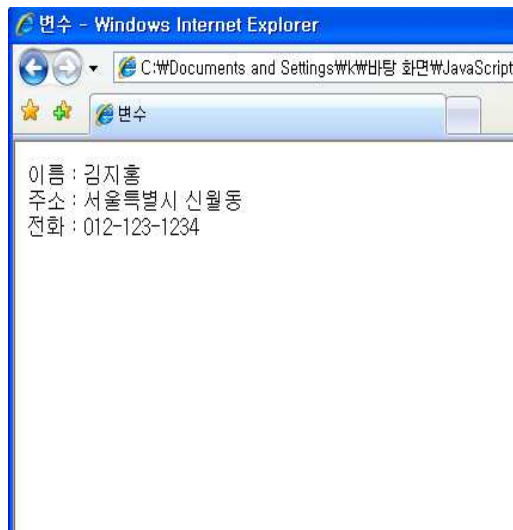 변수 - Windows Internet Explorer
C:₩Documents and Settings₩k₩바탕 화면₩JavaScript
변수
이름 : 김지홍
주소 : 서울특별시 신월동
전화 : 012-123-1234